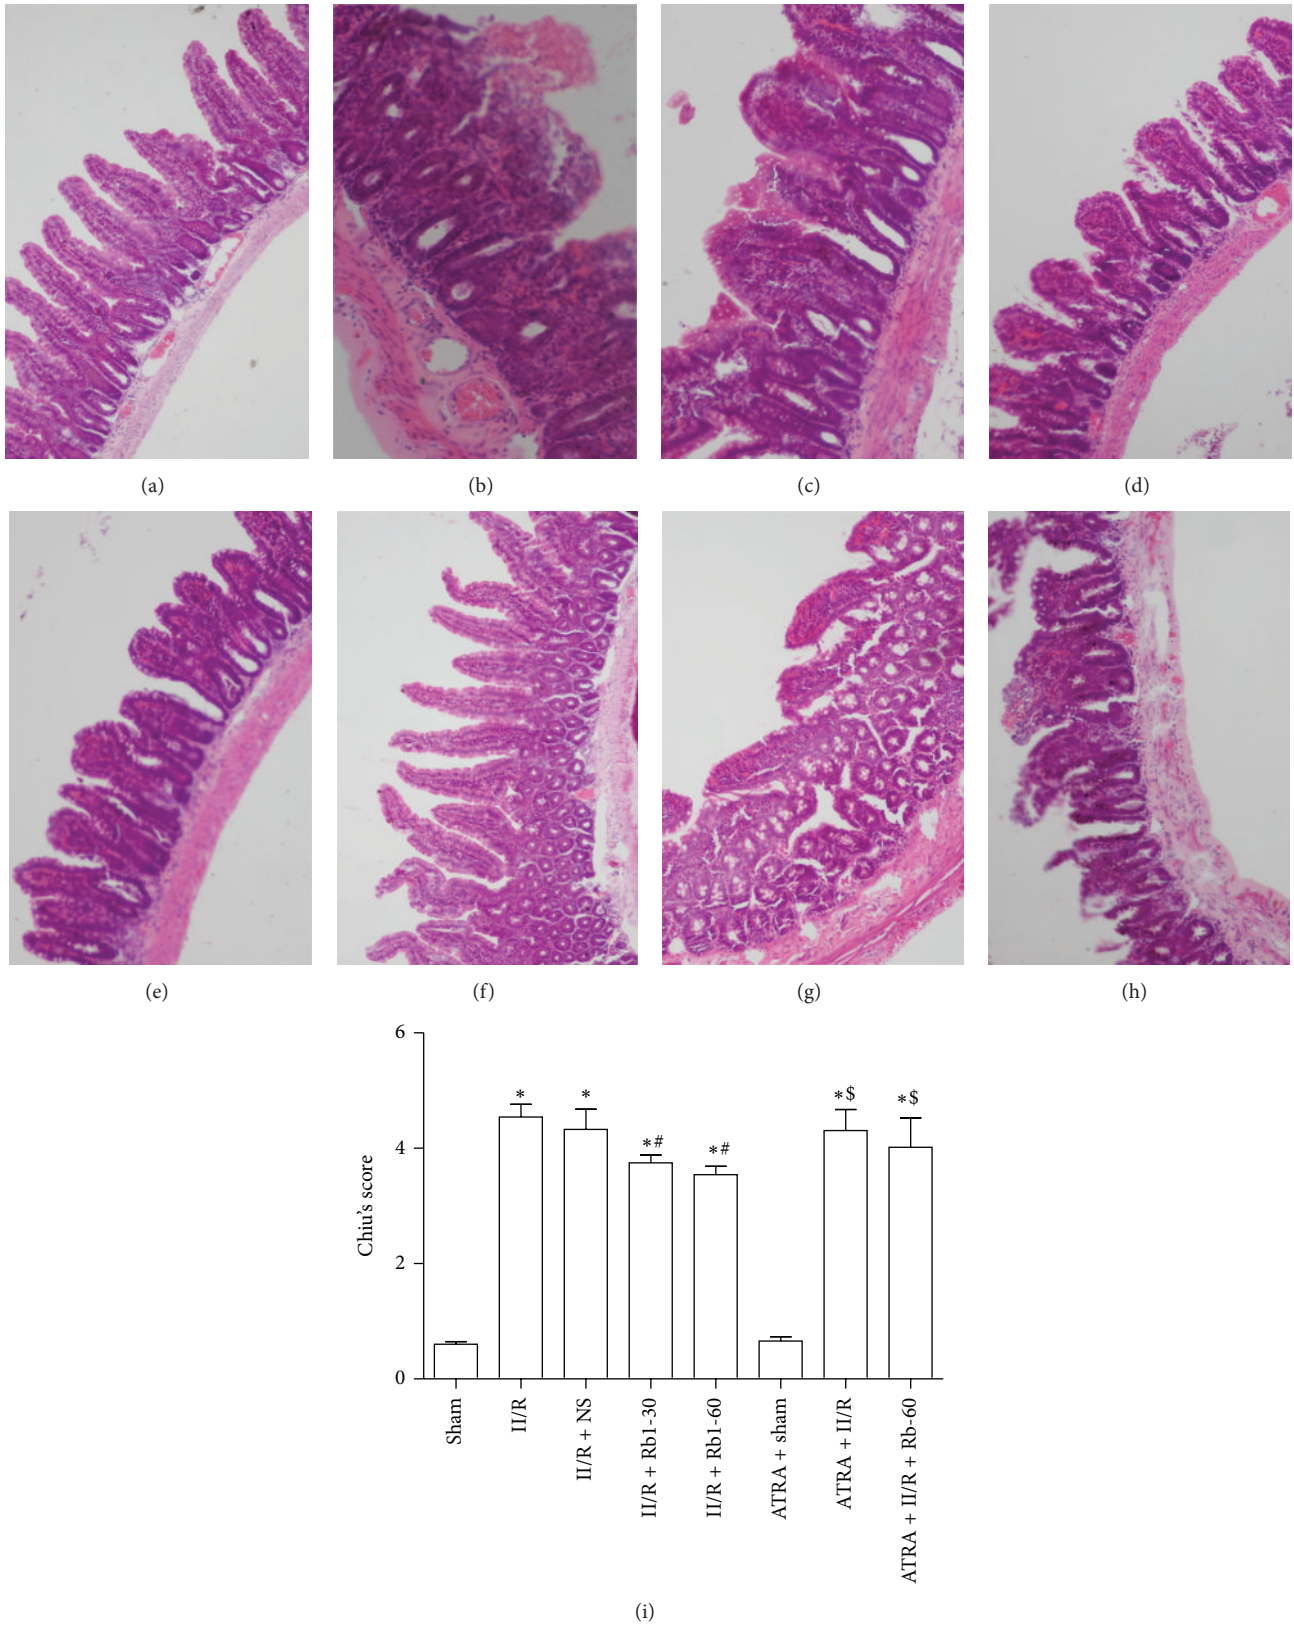 (a)
(b)
(c)
(d)
(e)
(f)
(g)
(h)
6
4
2
0
Chiu's score
*
*
*#
*#
*$
*$
Sham
II/R
II/R + NS
II/R + Rb1-30
II/R + Rb1-60
ATRA + sham
ATRA + II/R
ATRA + II/R + Rb-60
(i)